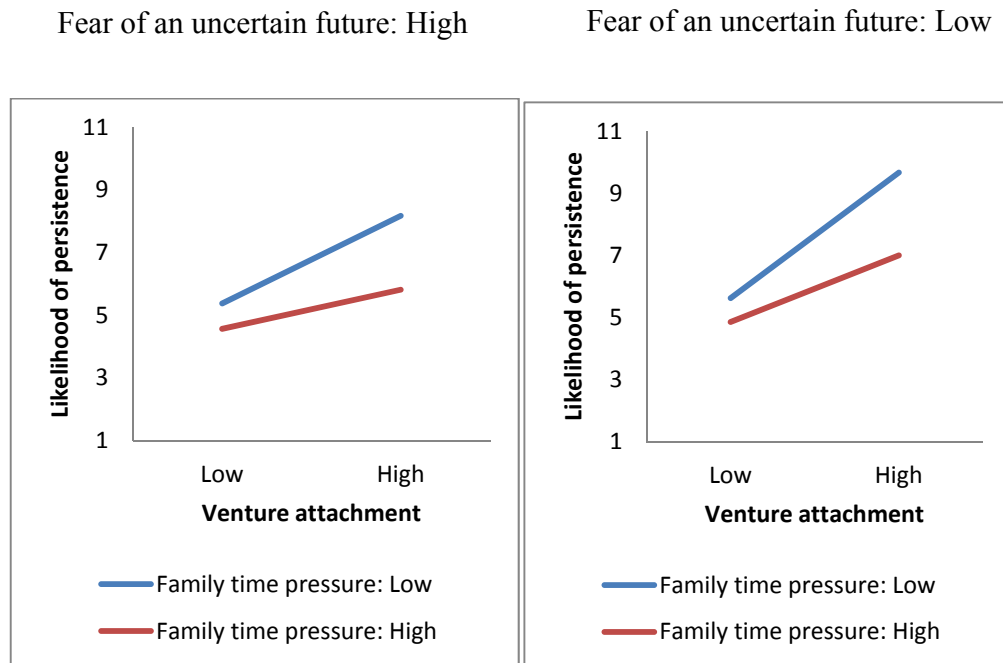 Fear of an uncertain future: High
Fear of an uncertain future: Low
Likelihood of persistence
11
9
7
5
3
1
Low
High
Venture attachment
Family time pressure: Low
Family time pressure: High
Likelihood of persistence
11
9
7
5
3
1
Low
High
Venture attachment
Family time pressure: Low
Family time pressure: High